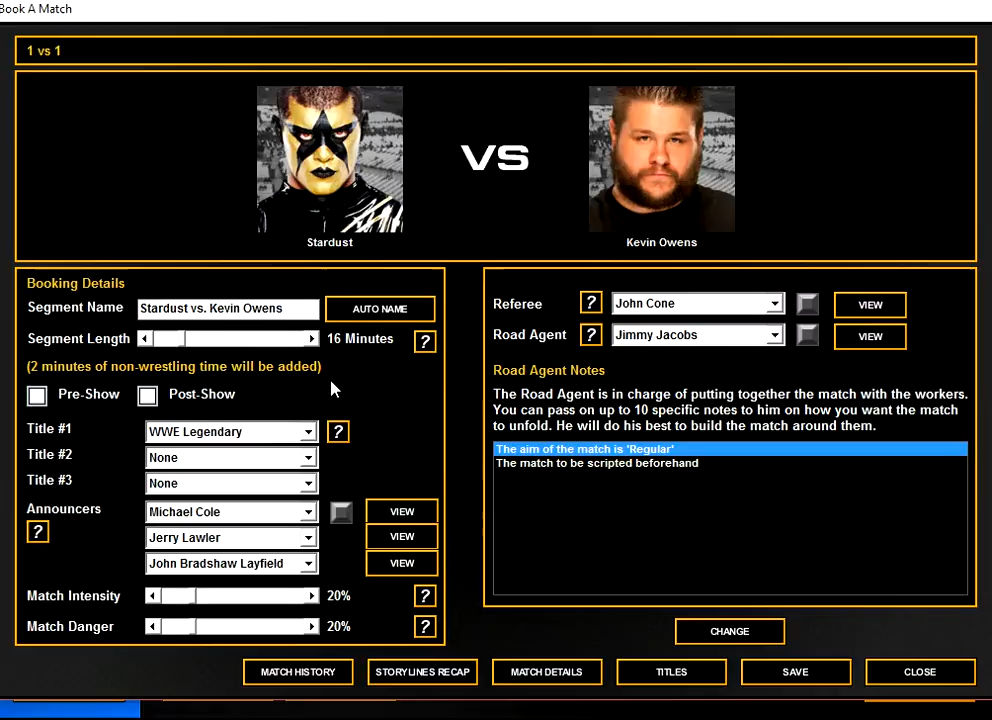 Book A Match
1 vs 1
VS
Stardust
Kevin Owens
Booking Details
Segment Name
Stardust vs. Kevin Owens
AUTO NAME
Segment Length
16 Minutes
?
(2 minutes of non-wrestling time will be added)
Pre-Show
Post-Show
Title #1
WWE Legendary
?
Title #2
None
Title #3
None
Announcers
?
Michael Cole
VIEW
Jerry Lawler
VIEW
John Bradshaw Layfield
VIEW
Match Intensity
20%
?
Match Danger
20%
?
Referee
?
John Cone
VIEW
Road Agent
?
Jimmy Jacobs
VIEW
Road Agent Notes
The Road Agent is in charge of putting together the match with the workers.
You can pass on up to 10 specific notes to him on how you want the match
to unfold. He will do his best to build the match around them.
The aim of the match is 'Regular'
The match to be scripted beforehand
CHANGE
MATCH HISTORY
STORYLINES RECAP
MATCH DETAILS
TITLES
SAVE
CLOSE